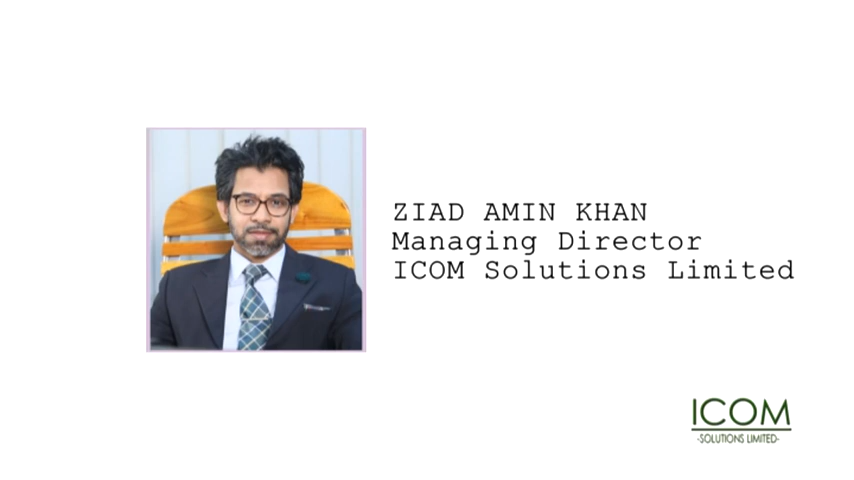 ZIAD AMIN KHAN
Managing Director
ICOM Solutions Limited
ICOM
-SOLUTIONS LIMITED-